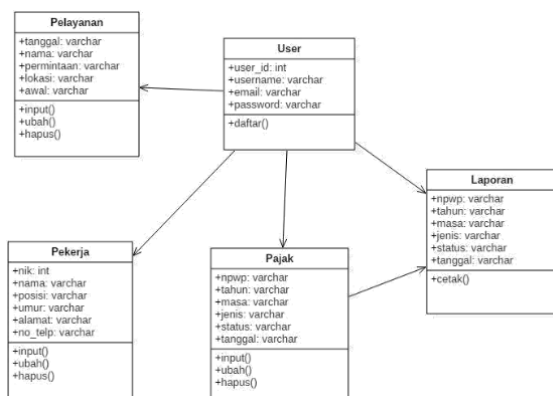 Pelayanan
+tanggal: varchar
+nama: varchar
+permintaan: varchar
+lokasi: varchar
+awal: varchar
+input()
+ubah()
+hapus()
User
+user_id: int
+username: varchar
+email: varchar
+password: varchar
+daftar()
Laporan
+npwp: varchar
+tahun: varchar
+masa: varchar
+jenis: varchar
+status: varchar
+tanggal: varchar
+cetak()
Pekerja
+nik: int
+nama: varchar
+posisi: varchar
+umur: varchar
+alamat: varchar
+no_telp: varchar
+input()
+ubah()
+hapus()
Pajak
+npwp: varchar
+tahun: varchar
+masa: varchar
+jenis: varchar
+status: varchar
+tanggal: varchar
+input()
+ubah()
+hapus()